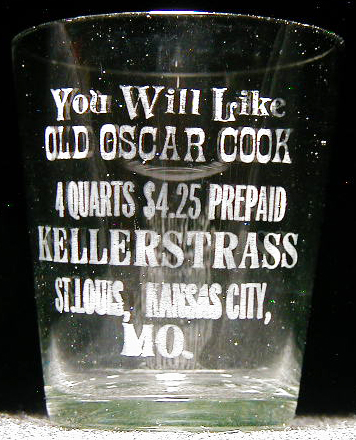 You Will Like
OLD OSCAR COOK
4 QUARTS $4.25 PREPAID
KELLERSTRASS
ST. LOUIS, KANSAS CITY,
MO.